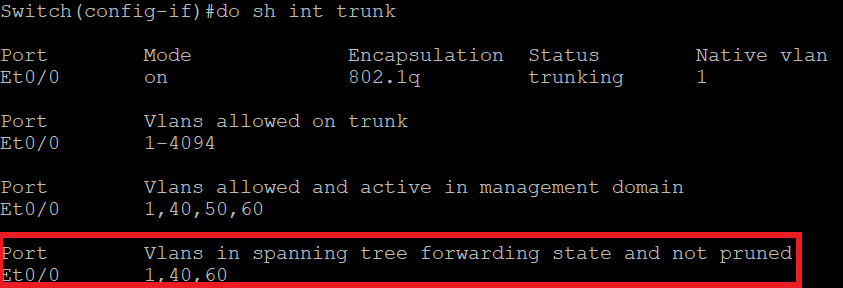 Switch(config-if)#do sh int trunk
Port Mode Encapsulation Status Native vlan
Et0/0 on 802.1q trunking 1
Port Vlans allowed on trunk
Et0/0 1-4094
Port Vlans allowed and active in management domain
Et0/0 1,40,50,60
Port Vlans in spanning tree forwarding state and not pruned
Et0/0 1,40,60